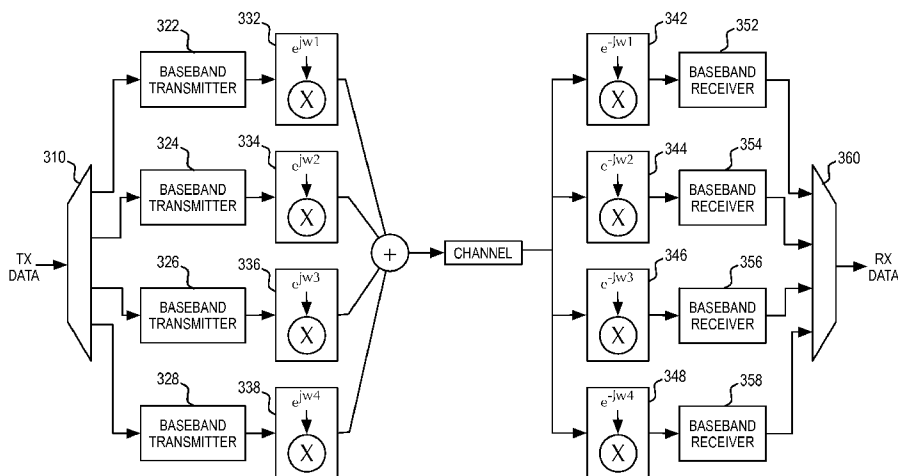 322
332
342
352
e^jw1
e^-jw1
BASEBAND
TRANSMITTER
X
X
BASEBAND
RECEIVER
310
324
334
344
354
360
e^jw2
e^-jw2
BASEBAND
TRANSMITTER
X
X
BASEBAND
RECEIVER
TX
DATA
+
CHANNEL
RX
DATA
326
336
346
356
e^jw3
e^-jw3
BASEBAND
TRANSMITTER
X
X
BASEBAND
RECEIVER
328
338
348
358
e^jw4
e^-jw4
BASEBAND
TRANSMITTER
X
X
BASEBAND
RECEIVER